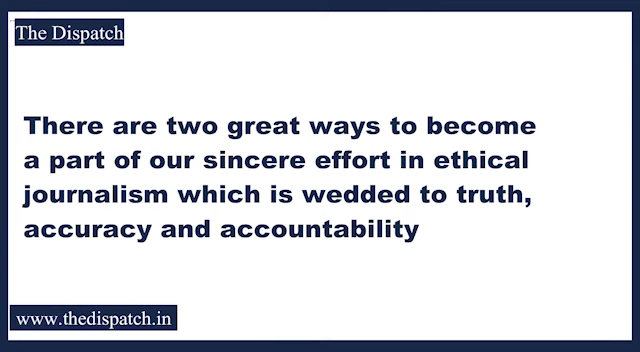 The Dispatch
There are two great ways to become
a part of our sincere effort in ethical
journalism which is wedded to truth,
accuracy and accountability
www.thedispatch.in